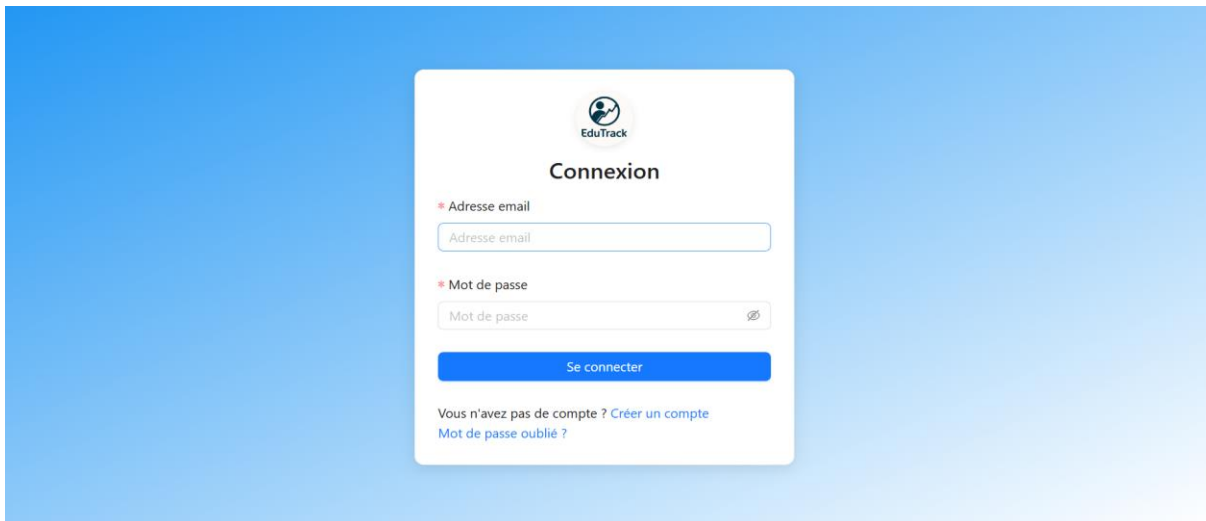 EduTrack
Connexion
* Adresse email
Adresse email
* Mot de passe
Mot de passe
Se connecter
Vous n'avez pas de compte ? Créer un compte
Mot de passe oublié ?